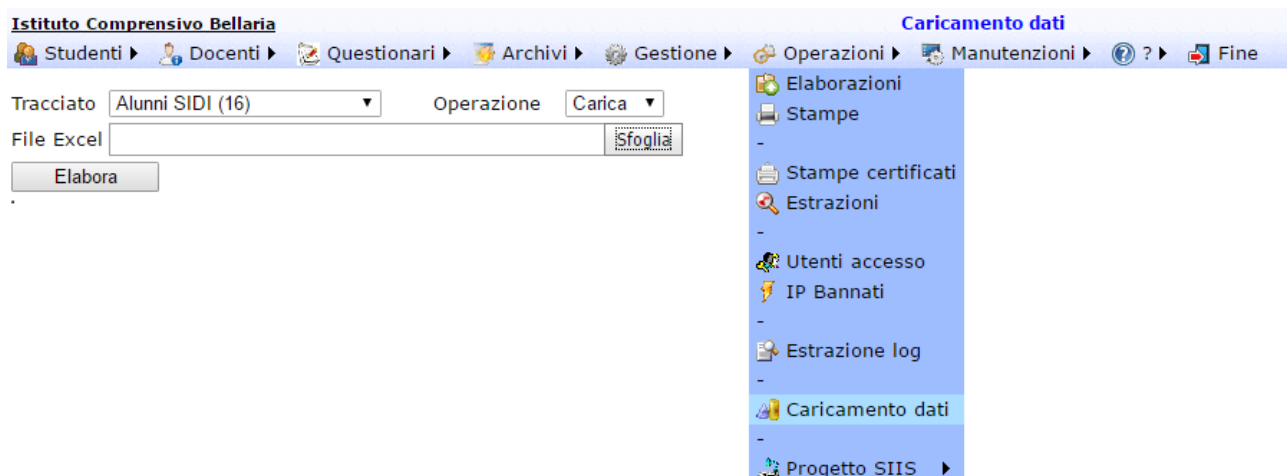 Istituto Comprensivo Bellaria Caricamento dati
Studenti Docenti Questionari Archivi Gestione Operazioni Manutenzioni ? Fine
Tracciato Alunni SIDI (16) Operazione Carica
File Excel Sfoglia
Elabora
.
Elaborazioni
Stampe
-
Stampe certificati
Estrazioni
-
Utenti accesso
IP Bannati
-
Estrazione log
-
Caricamento dati
-
Progetto SIIS